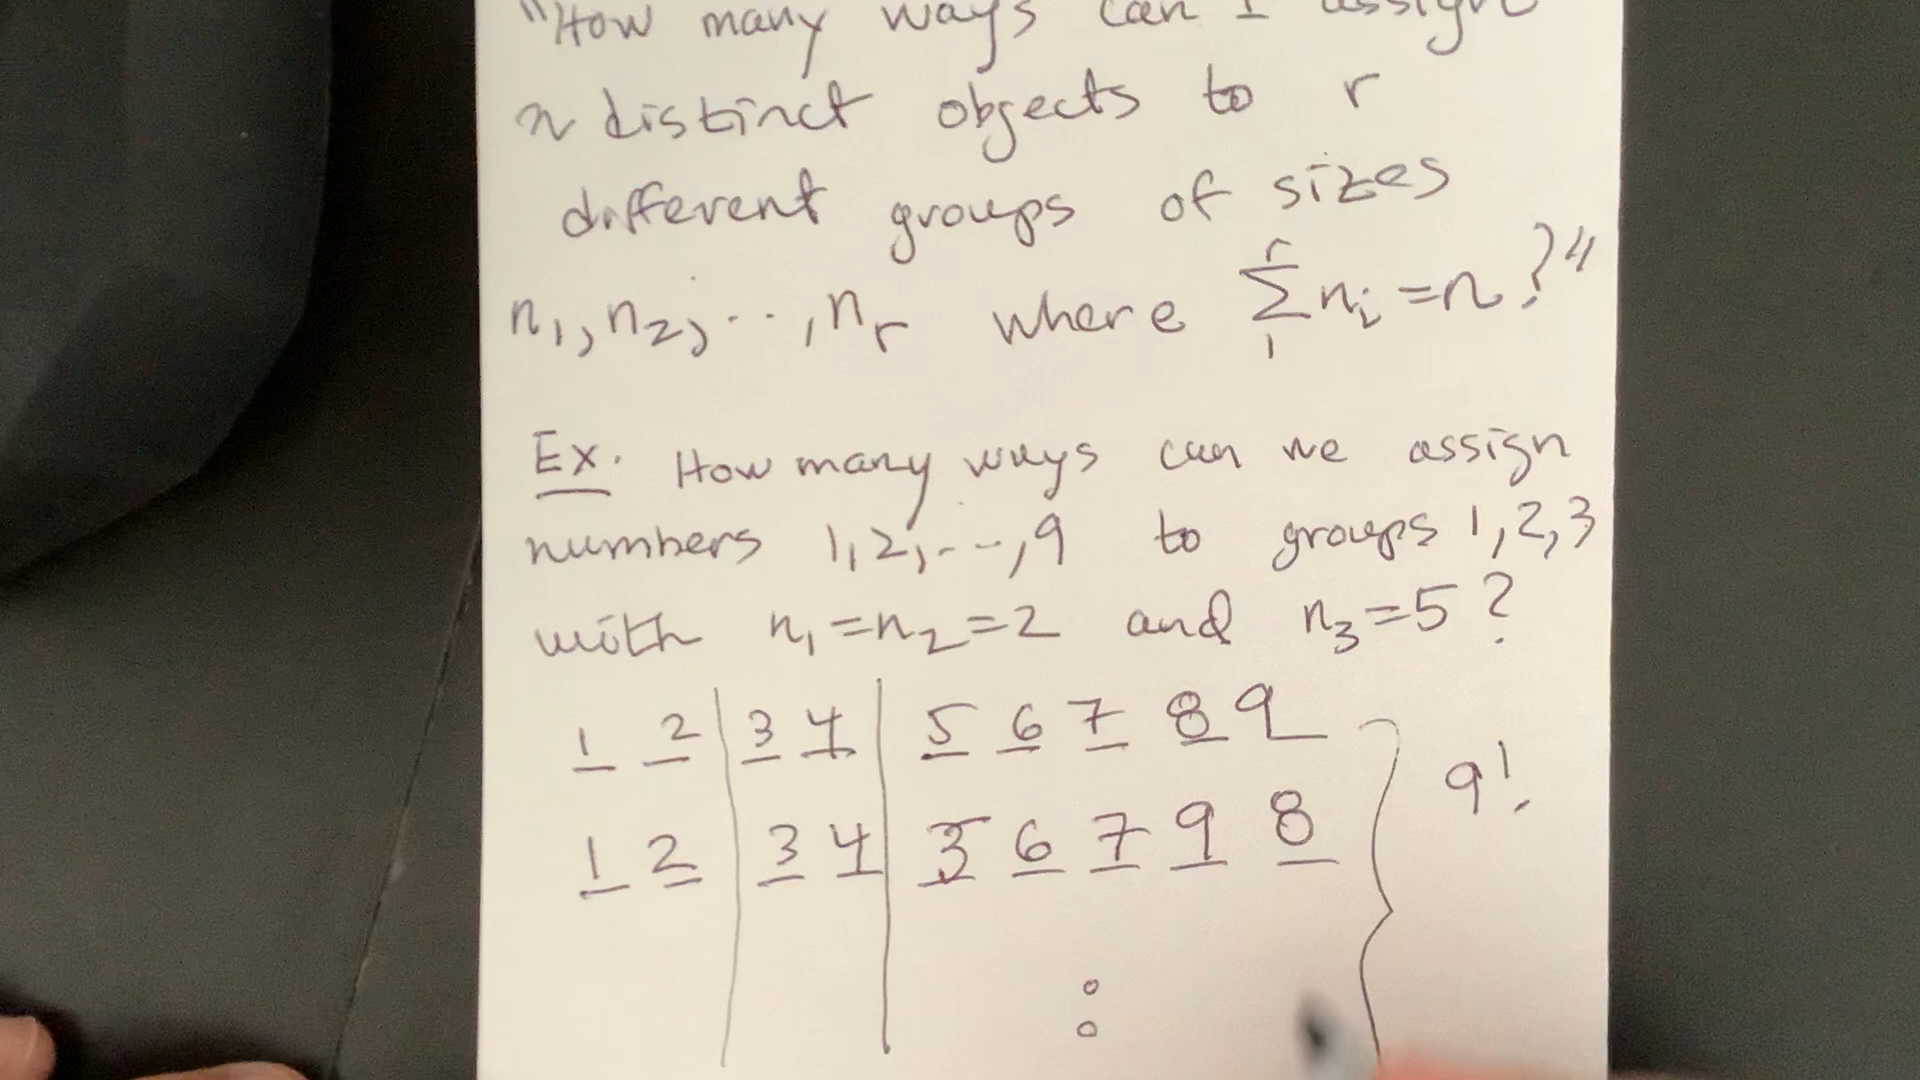 "How many ways can I assign
n distinct objects to r
different groups of sizes
n₁, n₂, ..., nᵣ where Σ₁ʳ nᵢ = n?"
Ex. How many ways can we assign
numbers 1, 2, ..., 9 to groups 1, 2, 3
with n₁ = n₂ = 2 and n₃ = 5?
1 2 | 3 4 | 5 6 7 8 9
9!
1 2 | 3 4 | 5 6 7 9 8